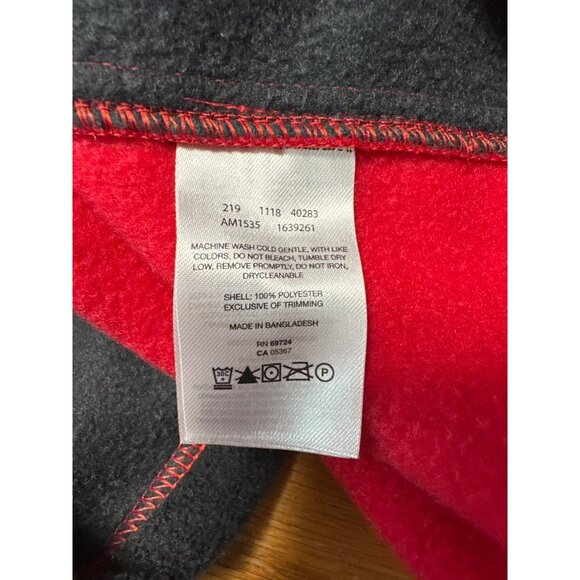 219 1118 40283
AM1535 1639261
MACHINE WASH COLD GENTLE, WITH LIKE
COLORS, DO NOT BLEACH, TUMBLE DRY
LOW, REMOVE PROMPTLY, DO NOT IRON,
DRYCLEANABLE
SHELL: 100% POLYESTER
EXCLUSIVE OF TRIMMING
MADE IN BANGLADESH
RN 69724
CA 05367
30C P